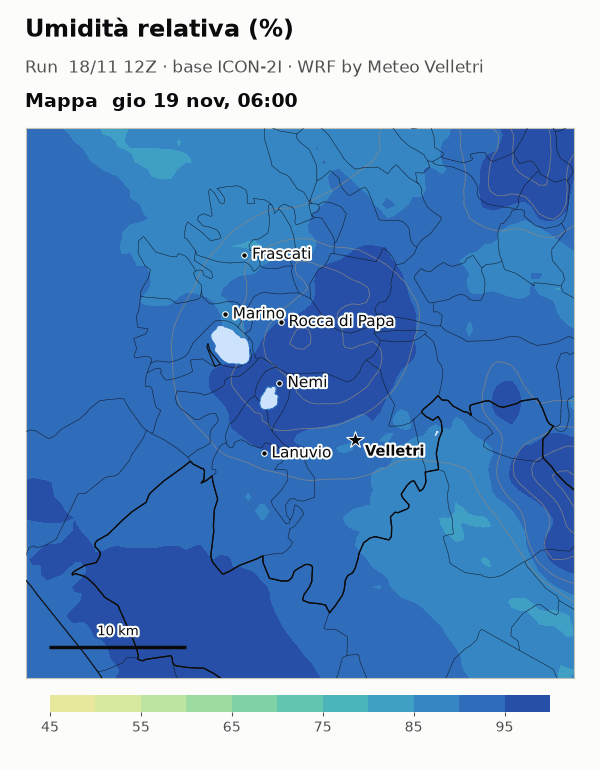 Umidità relativa (%)
Run  18/11 12Z · base ICON-2I · WRF by Meteo Velletri
Mappa  gio 19 nov, 06:00
Frascati
Marino
Rocca di Papa
Nemi
Velletri
Lanuvio
10 km
45 55 65 75 85 95